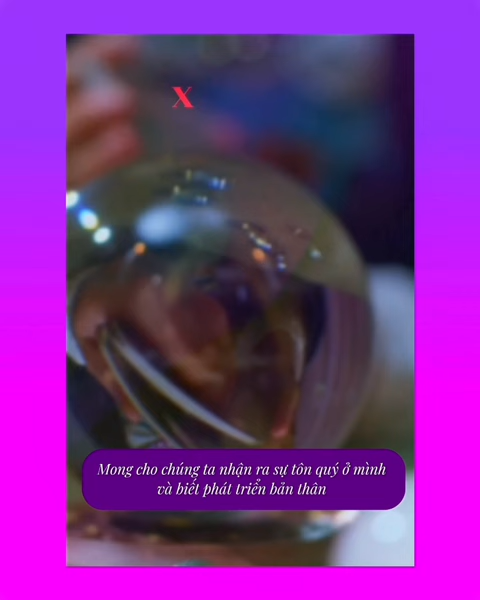 X
Mong cho chúng ta nhận ra sự tôn quý ở mình
và biết phát triển bản thân